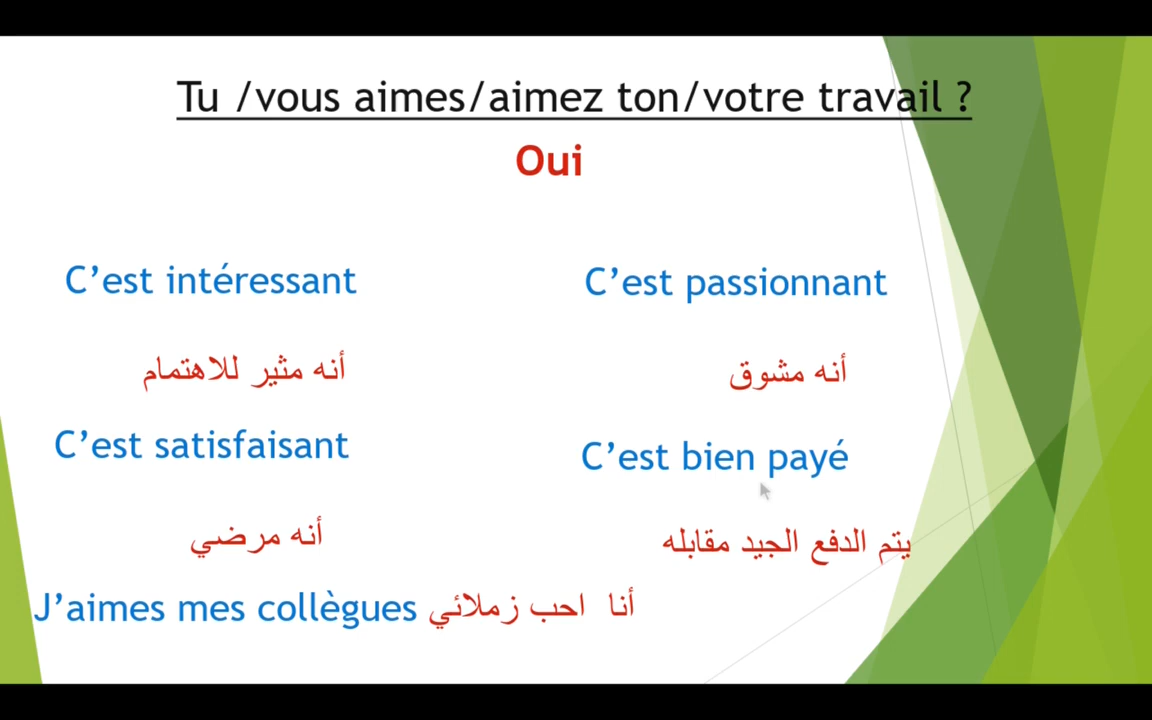 Tu /vous aimes/aimez ton/votre travail ?
Oui
C’est intéressant
C’est passionnant
أنه مثير للاهتمام
أنه مشوق
C’est satisfaisant
C’est bien payé
أنه مرضي
يتم الدفع الجيد مقابله
J’aimes mes collègues أنا احب زملائي